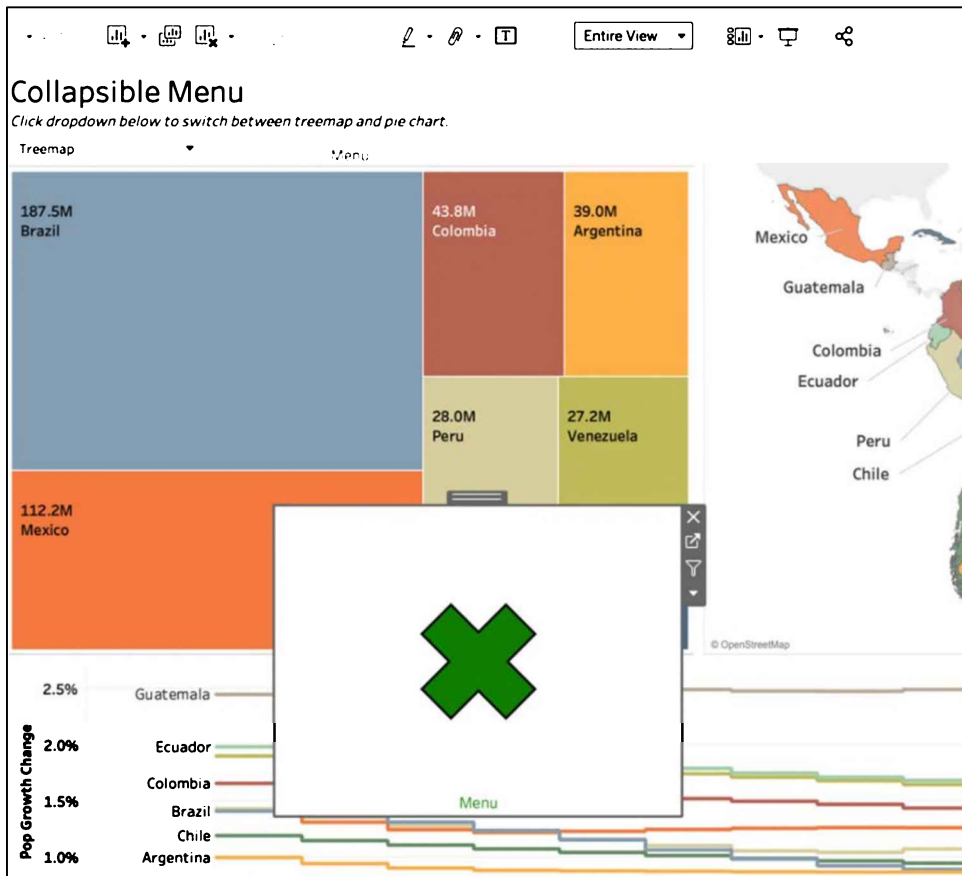 T
Entire View
Collapsible Menu
Click dropdown below to switch between treemap and pie chart.
Treemap
Menu
187.5M
Brazil
43.8M
Colombia
39.0M
Argentina
28.0M
Peru
27.2M
Venezuela
112.2M
Mexico
Mexico
Guatemala
Colombia
Ecuador
Peru
Chile
© OpenStreetMap
Menu
Pop Growth Change
2.5%
2.0%
1.5%
1.0%
Guatemala
Ecuador
Colombia
Brazil
Chile
Argentina